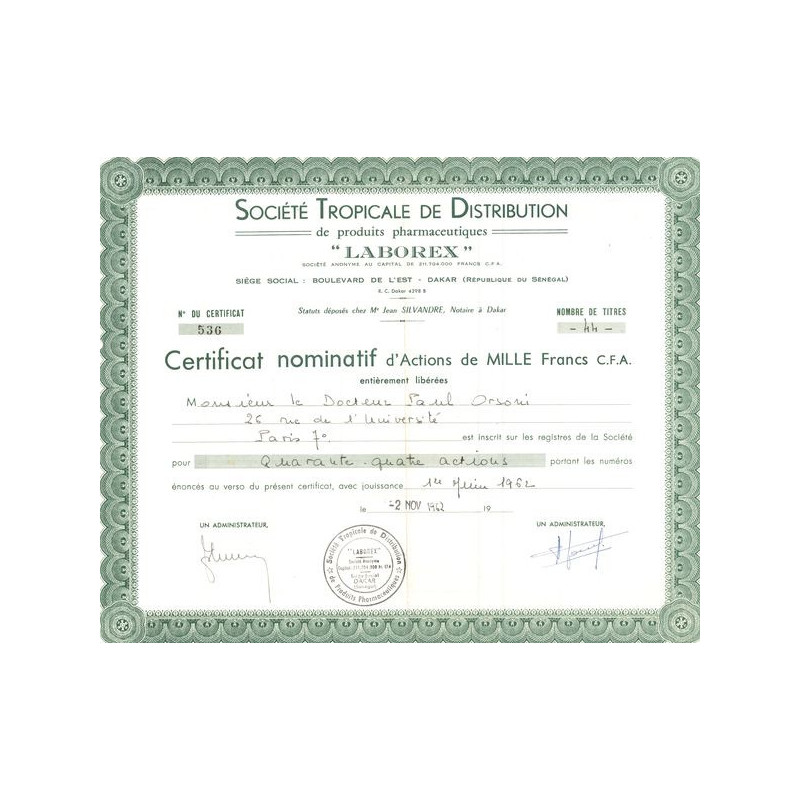 SOCIÉTÉ TROPICALE DE DISTRIBUTION
de produits pharmaceutiques
"LABOREX"
SOCIÉTÉ ANONYME AU CAPITAL DE 211.704.000 FRANCS C.F.A.
SIÈGE SOCIAL : BOULEVARD DE L'EST - DAKAR (RÉPUBLIQUE DU SÉNÉGAL)
R. C. Dakar 4298 B
Statuts déposés chez Me Jean SILVANDRE, Notaire à Dakar
N° DU CERTIFICAT
536
NOMBRE DE TITRES
- 44 -
Certificat nominatif d'Actions de MILLE Francs C.F.A.
entièrement libérées
Monsieur le Docteur Paul Orsoni
26 rue de l'Université
Paris 7e est inscrit sur les registres de la Société
pour Quarante-quatre actions portant les numéros
énoncés au verso du présent certificat, avec jouissance 1er Juin 1962
le -2 NOV 1962 19
UN ADMINISTRATEUR,
UN ADMINISTRATEUR,
Société Tropicale de Distribution
"LABOREX"
Société Anonyme
Siège Social
DAKAR
de Produits Pharmaceutiques